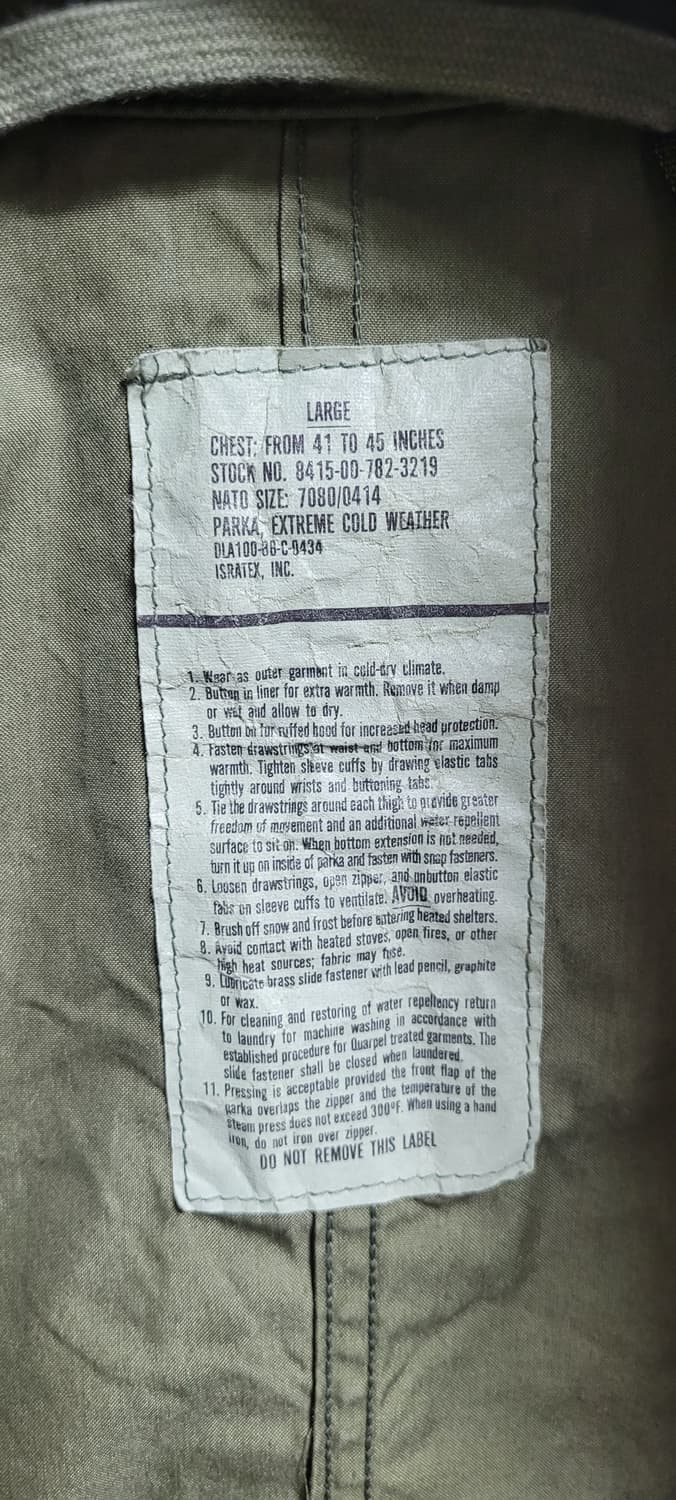 LARGE
CHEST: FROM 41 TO 45 INCHES
STOCK NO. 8415-00-782-3219
NATO SIZE: 7080/0414
PARKA, EXTREME COLD WEATHER
DLA100-86-C-0434
ISRATEX, INC.
1. Wear as outer garment in cold-dry climate.
2. Button in liner for extra warmth. Remove it when damp
or wet and allow to dry.
3. Button on fur ruffed hood for increased head protection.
4. Fasten drawstrings at waist and bottom for maximum
warmth. Tighten sleeve cuffs by drawing elastic tabs
tightly around wrists and buttoning tabs.
5. Tie the drawstrings around each thigh to provide greater
freedom of movement and an additional water repellent
surface to sit on. When bottom extension is not needed,
turn it up on inside of parka and fasten with snap fasteners.
6. Loosen drawstrings, open zipper, and unbutton elastic
tabs on sleeve cuffs to ventilate. AVOID overheating.
7. Brush off snow and frost before entering heated shelters.
8. Avoid contact with heated stoves, open fires, or other
high heat sources; fabric may fuse.
9. Lubricate brass slide fastener with lead pencil, graphite
or wax.
10. For cleaning and restoring of water repellency return
to laundry for machine washing in accordance with
established procedure for Quarpel treated garments. The
slide fastener shall be closed when laundered.
11. Pressing is acceptable provided the front flap of the
parka overlaps the zipper and the temperature of the
steam press does not exceed 300°F. When using a hand
iron, do not iron over zipper.
DO NOT REMOVE THIS LABEL